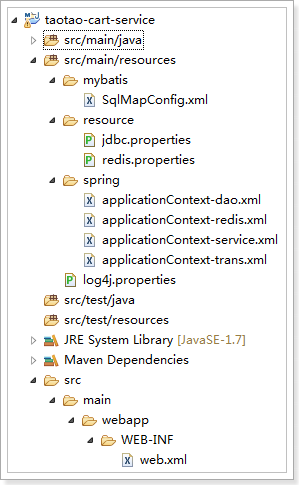 taotao-cart-service
src/main/java
src/main/resources
mybatis
SqlMapConfig.xml
resource
jdbc.properties
redis.properties
spring
applicationContext-dao.xml
applicationContext-redis.xml
applicationContext-service.xml
applicationContext-trans.xml
log4j.properties
src/test/java
src/test/resources
JRE System Library [JavaSE-1.7]
Maven Dependencies
src
main
webapp
WEB-INF
web.xml